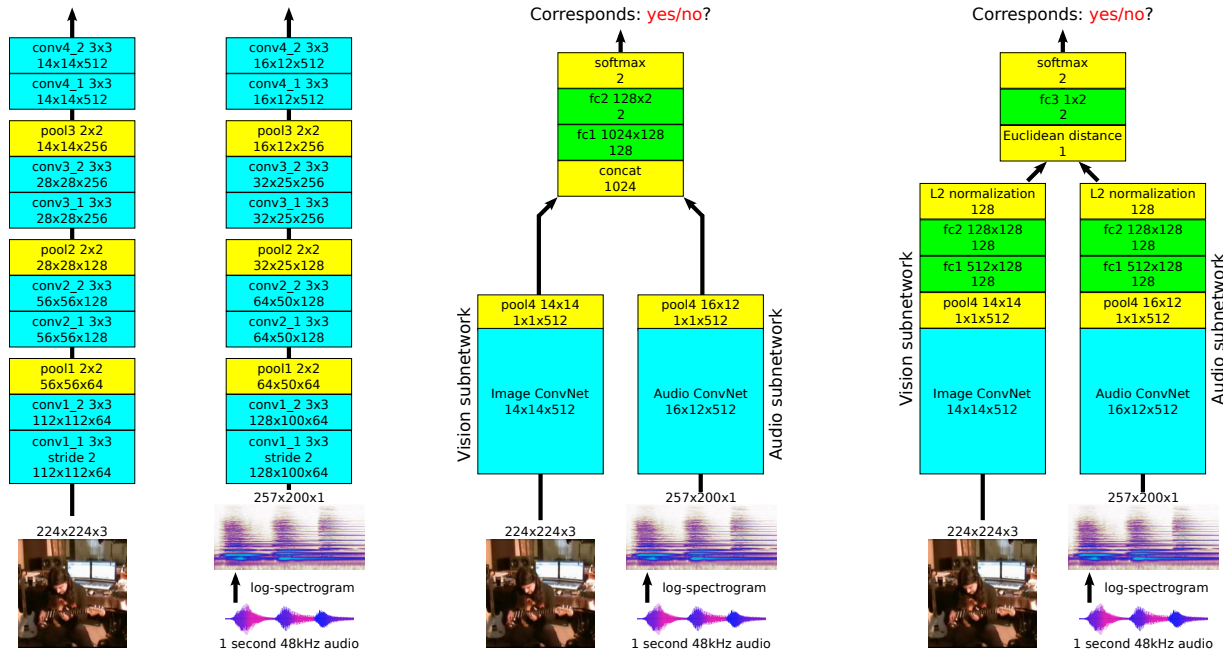 conv4_2 3x3
14x14x512
conv4_1 3x3
14x14x512
pool3 2x2
14x14x256
conv3_2 3x3
28x28x256
conv3_1 3x3
28x28x256
pool2 2x2
28x28x128
conv2_2 3x3
56x56x128
conv2_1 3x3
56x56x128
pool1 2x2
56x56x64
conv1_2 3x3
112x112x64
conv1_1 3x3
stride 2
112x112x64
224x224x3
conv4_2 3x3
16x12x512
conv4_1 3x3
16x12x512
pool3 2x2
16x12x256
conv3_2 3x3
32x25x256
conv3_1 3x3
32x25x256
pool2 2x2
32x25x128
conv2_2 3x3
64x50x128
conv2_1 3x3
64x50x128
pool1 2x2
64x50x64
conv1_2 3x3
128x100x64
conv1_1 3x3
stride 2
128x100x64
257x200x1
log-spectrogram
1 second 48kHz audio
Corresponds: yes/no?
softmax
2
fc2 128x2
2
fc1 1024x128
128
concat
1024
Vision subnetwork
pool4 14x14
1x1x512
Image ConvNet
14x14x512
224x224x3
pool4 16x12
1x1x512
Audio ConvNet
16x12x512
Audio subnetwork
257x200x1
log-spectrogram
1 second 48kHz audio
Corresponds: yes/no?
softmax
2
fc3 1x2
2
Euclidean distance
1
Vision subnetwork
L2 normalization
128
fc2 128x128
128
fc1 512x128
128
pool4 14x14
1x1x512
Image ConvNet
14x14x512
224x224x3
L2 normalization
128
fc2 128x128
128
fc1 512x128
128
pool4 16x12
1x1x512
Audio ConvNet
16x12x512
Audio subnetwork
257x200x1
log-spectrogram
1 second 48kHz audio